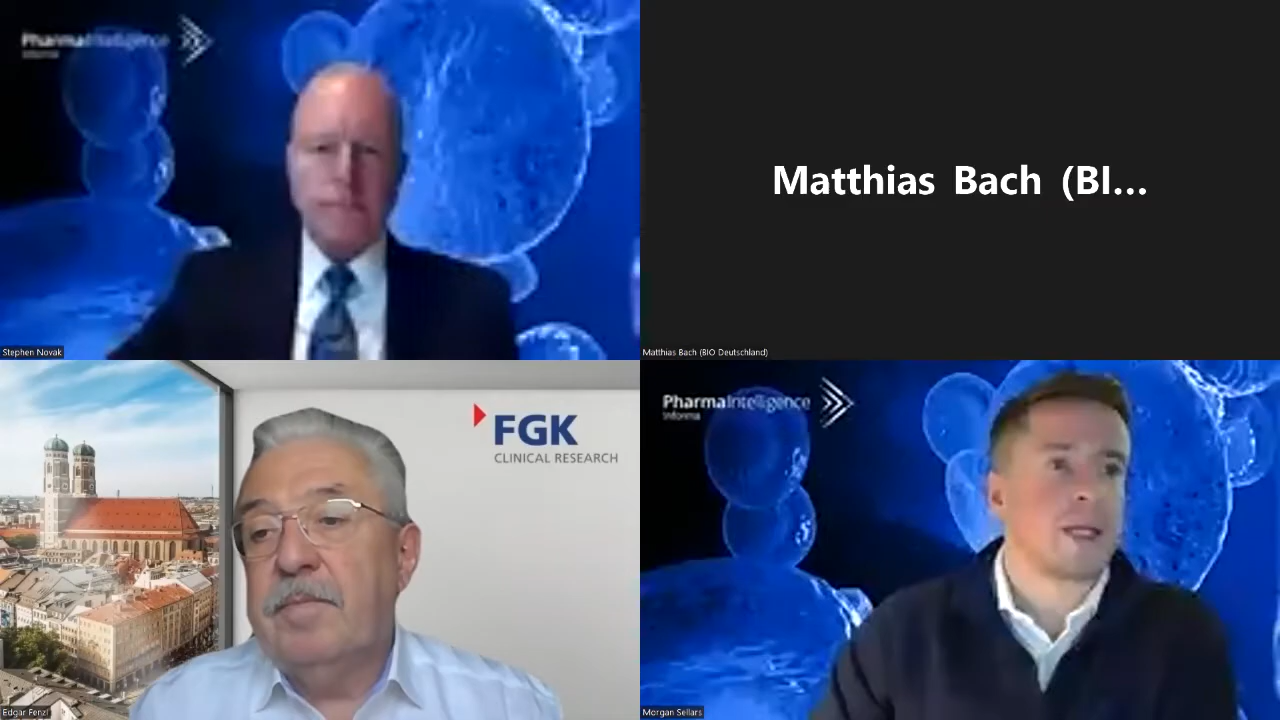 PharmaIntelligence
Informa
Stephen Novak
Matthias Bach (BI...
Matthias Bach (BIO Deutschland)
FGK
CLINICAL RESEARCH
Edgar Fenzl
PharmaIntelligence
Informa
Morgan Sellars